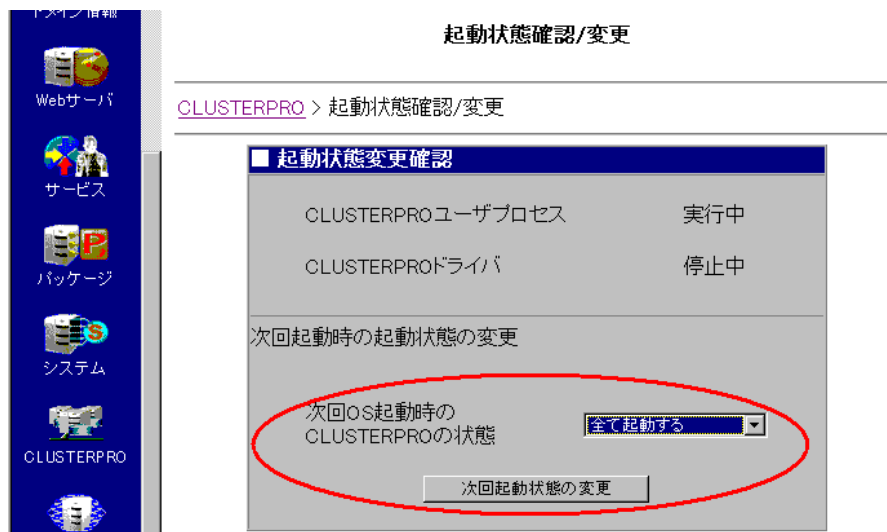 ドメイン情報
Webサーバ
サービス
パッケージ
システム
CLUSTERPRO
起動状態確認/変更
CLUSTERPRO > 起動状態確認/変更
■ 起動状態変更確認
CLUSTERPROユーザプロセス 実行中
CLUSTERPROドライバ 停止中
次回起動時の起動状態の変更
次回OS起動時の
CLUSTERPROの状態
全て起動する
次回起動状態の変更